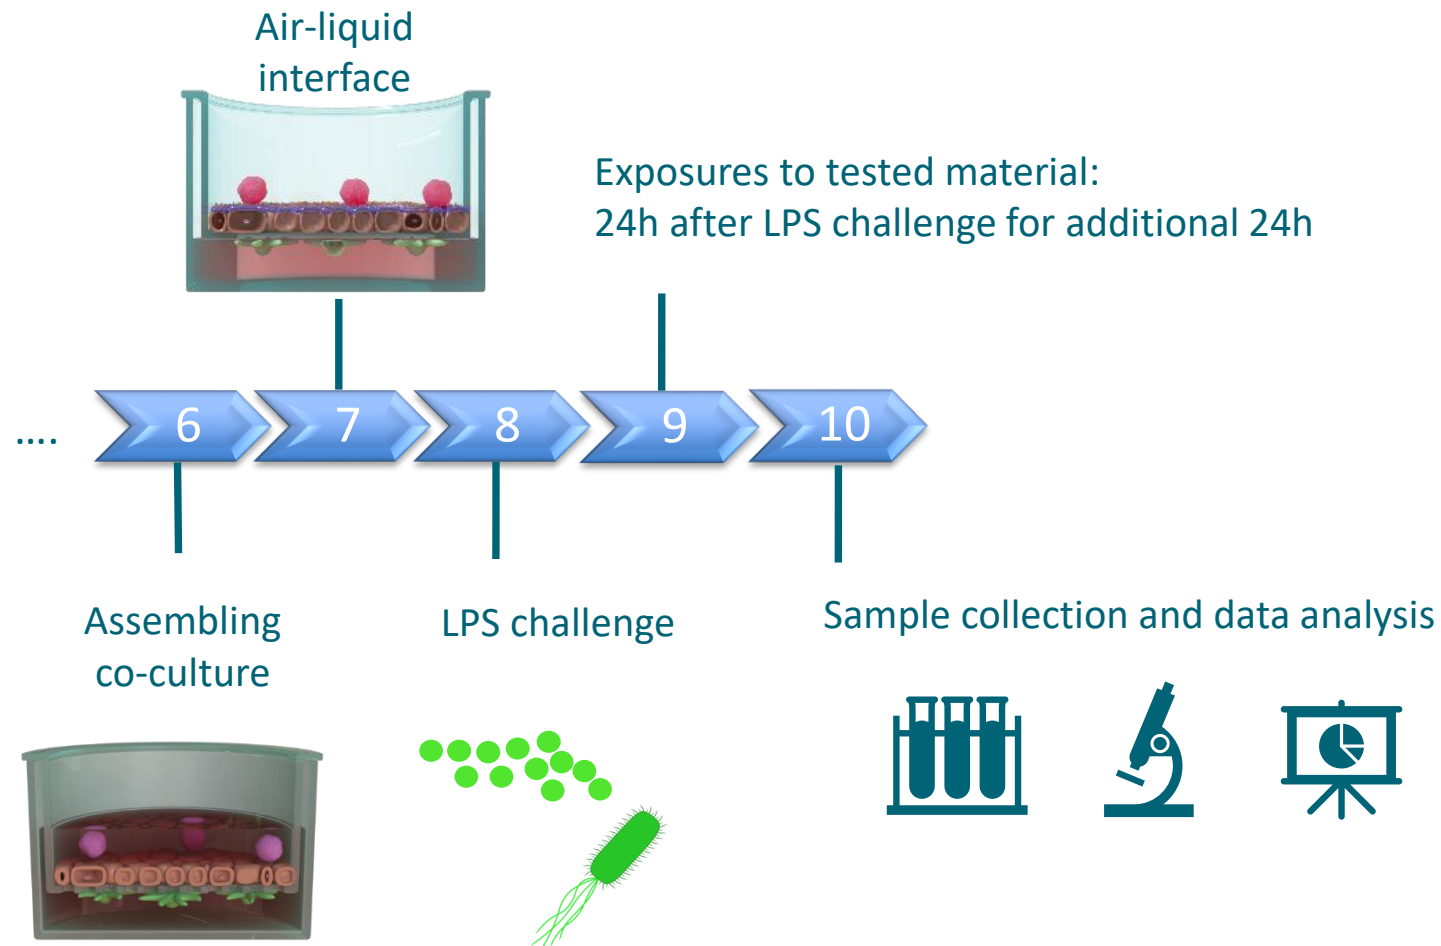 Air-liquid
interface
Exposures to tested material:
24h after LPS challenge for additional 24h
....
6
7
8
9
10
Assembling
co-culture
LPS challenge
Sample collection and data analysis